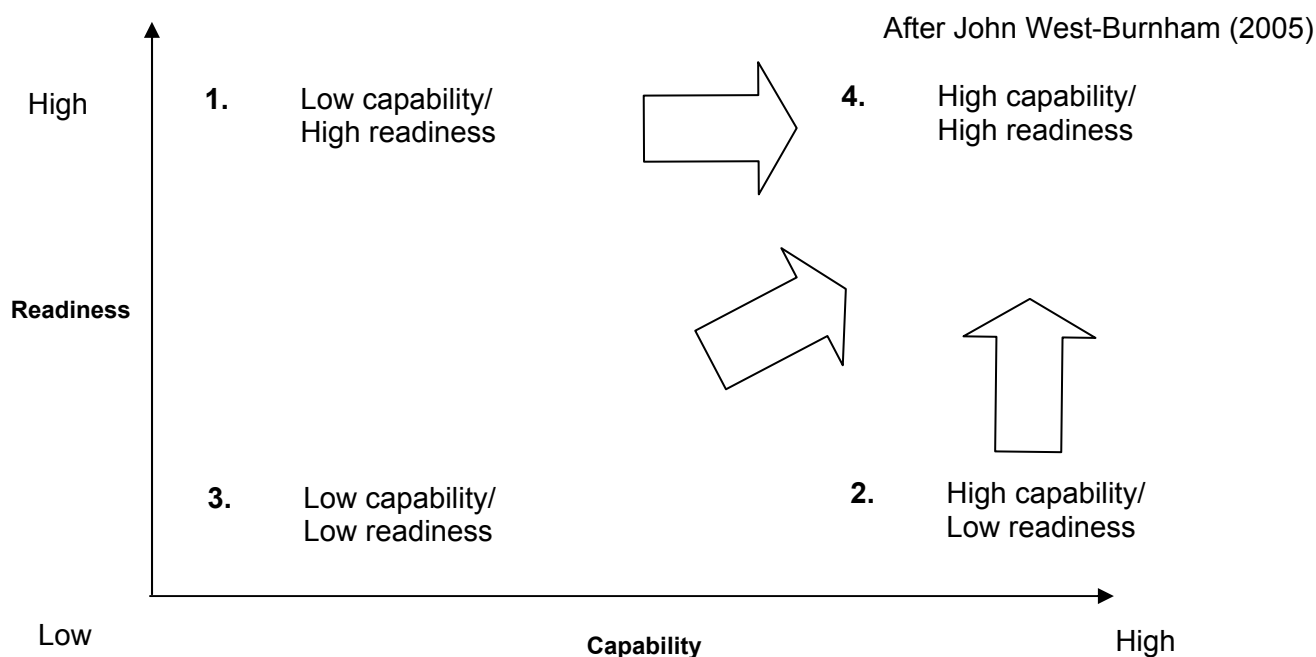 After John West-Burnham (2005)
High
1. Low capability/
High readiness
4. High capability/
High readiness
Readiness
3. Low capability/
Low readiness
2. High capability/
Low readiness
Low
Capability
High